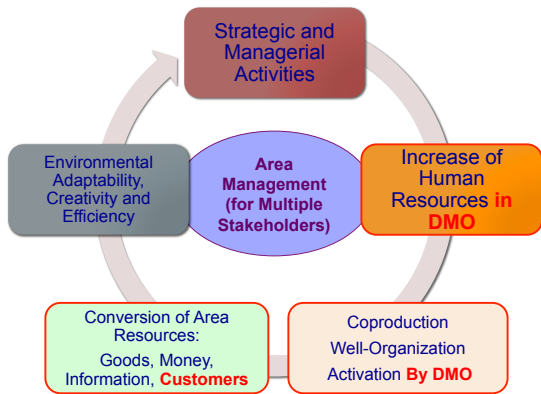 Strategic and
Managerial
Activities
Environmental
Adaptability,
Creativity and
Efficiency
Area
Management
(for Multiple
Stakeholders)
Increase of
Human
Resources in
DMO
Conversion of Area
Resources:
Goods, Money,
Information, Customers
Coproduction
Well-Organization
Activation By DMO